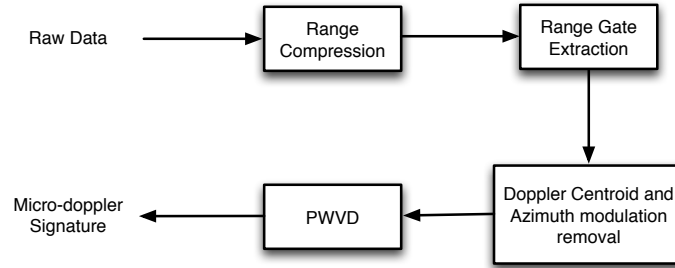 Raw Data
Range
Compression
Range Gate
Extraction
Micro-doppler
Signature
PWVD
Doppler Centroid and
Azimuth modulation
removal